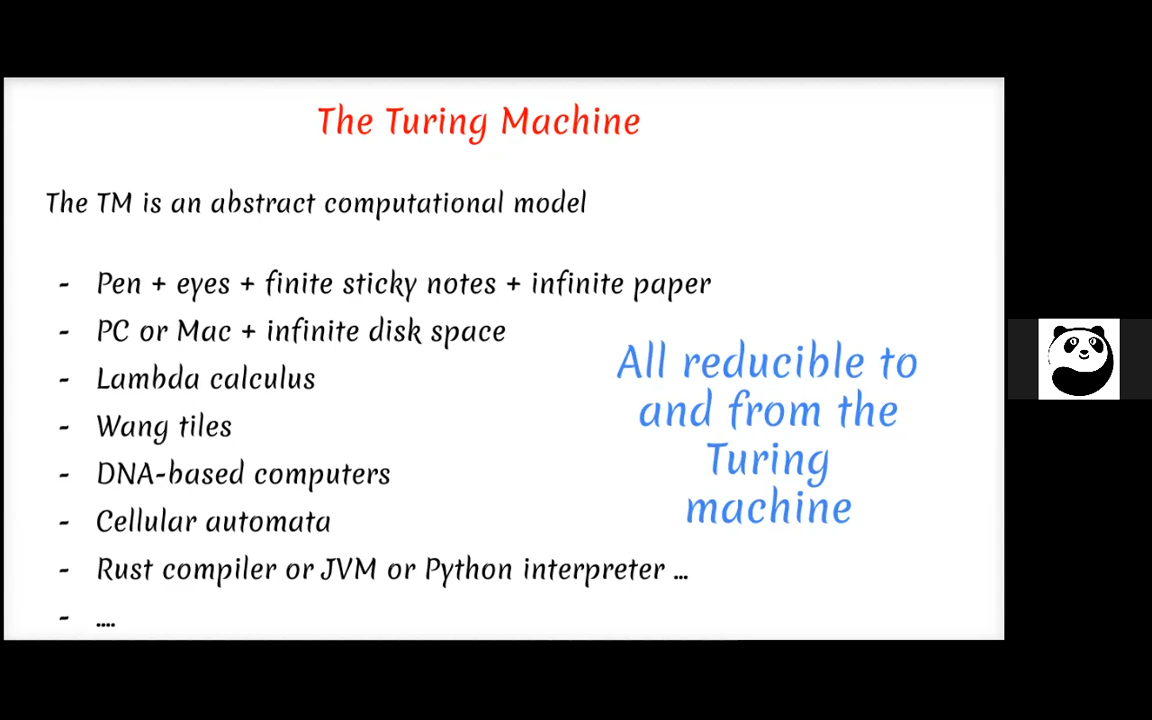 The Turing Machine
The TM is an abstract computational model
- Pen + eyes + finite sticky notes + infinite paper
- PC or Mac + infinite disk space
- Lambda calculus
- Wang tiles
- DNA-based computers
- Cellular automata
- Rust compiler or JVM or Python interpreter ...
- ....
All reducible to
and from the
Turing
machine